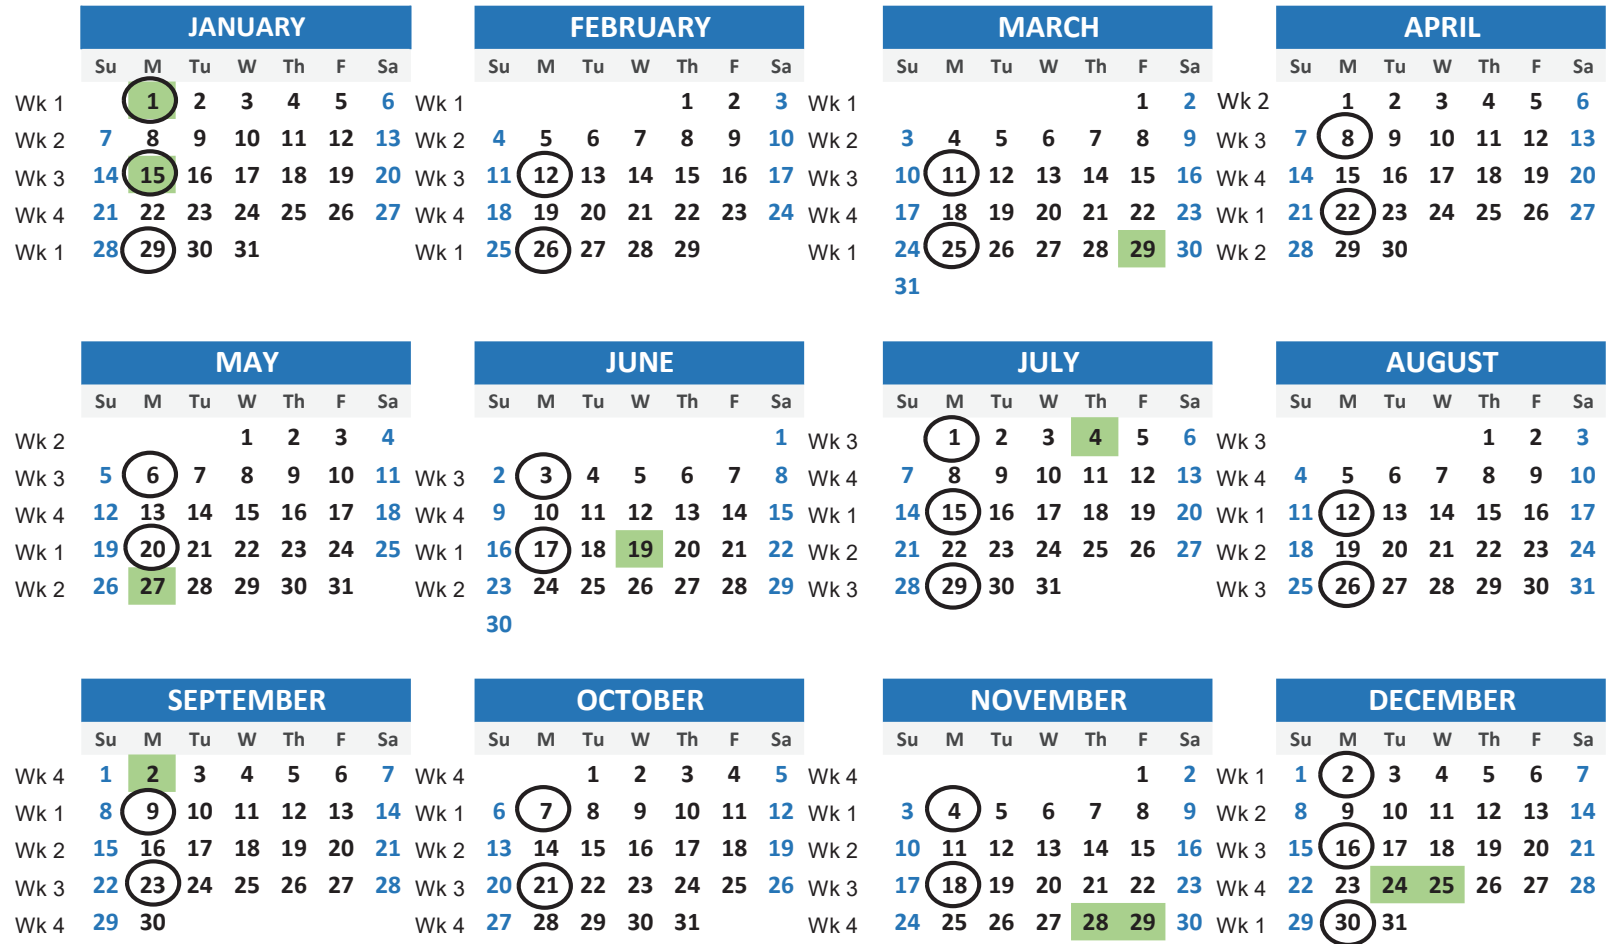 JANUARY FEBRUARY MARCH APRIL
Su M Tu W Th F Sa Su M Tu W Th F Sa Su M Tu W Th F Sa Su M Tu W Th F Sa
Wk 1 1 2 3 4 5 6 Wk 1 1 2 3 Wk 1 1 2 Wk 2 1 2 3 4 5 6
Wk 2 7 8 9 10 11 12 13 Wk 2 4 5 6 7 8 9 10 Wk 2 3 4 5 6 7 8 9 Wk 3 7 8 9 10 11 12 13
Wk 3 14 15 16 17 18 19 20 Wk 3 11 12 13 14 15 16 17 Wk 3 10 11 12 13 14 15 16 Wk 4 14 15 16 17 18 19 20
Wk 4 21 22 23 24 25 26 27 Wk 4 18 19 20 21 22 23 24 Wk 4 17 18 19 20 21 22 23 Wk 1 21 22 23 24 25 26 27
Wk 1 28 29 30 31 Wk 1 25 26 27 28 29 Wk 1 24 25 26 27 28 29 30 Wk 2 28 29 30
31
MAY JUNE JULY AUGUST
Su M Tu W Th F Sa Su M Tu W Th F Sa Su M Tu W Th F Sa Su M Tu W Th F Sa
Wk 2 1 2 3 4 1 Wk 3 1 2 3 4 5 6 Wk 3 1 2 3
Wk 3 5 6 7 8 9 10 11 Wk 3 2 3 4 5 6 7 8 Wk 4 7 8 9 10 11 12 13 Wk 4 4 5 6 7 8 9 10
Wk 4 12 13 14 15 16 17 18 Wk 4 9 10 11 12 13 14 15 Wk 1 14 15 16 17 18 19 20 Wk 1 11 12 13 14 15 16 17
Wk 1 19 20 21 22 23 24 25 Wk 1 16 17 18 19 20 21 22 Wk 2 21 22 23 24 25 26 27 Wk 2 18 19 20 21 22 23 24
Wk 2 26 27 28 29 30 31 Wk 2 23 24 25 26 27 28 29 Wk 3 28 29 30 31 Wk 3 25 26 27 28 29 30 31
30
SEPTEMBER OCTOBER NOVEMBER DECEMBER
Su M Tu W Th F Sa Su M Tu W Th F Sa Su M Tu W Th F Sa Su M Tu W Th F Sa
Wk 4 1 2 3 4 5 6 7 Wk 4 1 2 3 4 5 Wk 4 1 2 Wk 1 1 2 3 4 5 6 7
Wk 1 8 9 10 11 12 13 14 Wk 1 6 7 8 9 10 11 12 Wk 1 3 4 5 6 7 8 9 Wk 2 8 9 10 11 12 13 14
Wk 2 15 16 17 18 19 20 21 Wk 2 13 14 15 16 17 18 19 Wk 2 10 11 12 13 14 15 16 Wk 3 15 16 17 18 19 20 21
Wk 3 22 23 24 25 26 27 28 Wk 3 20 21 22 23 24 25 26 Wk 3 17 18 19 20 21 22 23 Wk 4 22 23 24 25 26 27 28
Wk 4 29 30 Wk 4 27 28 29 30 31 Wk 4 24 25 26 27 28 29 30 Wk 1 29 30 31